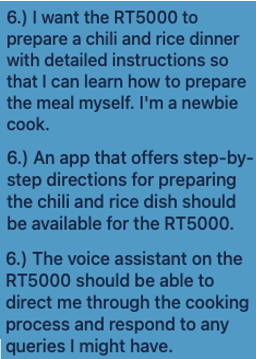 6.) I want the RT5000 to
prepare a chili and rice dinner
with detailed instructions so
that I can learn how to prepare
the meal myself. I'm a newbie
cook.
6.) An app that offers step-by-
step directions for preparing
the chili and rice dish should
be available for the RT5000.
6.) The voice assistant on the
RT5000 should be able to
direct me through the cooking
process and respond to any
queries I might have.